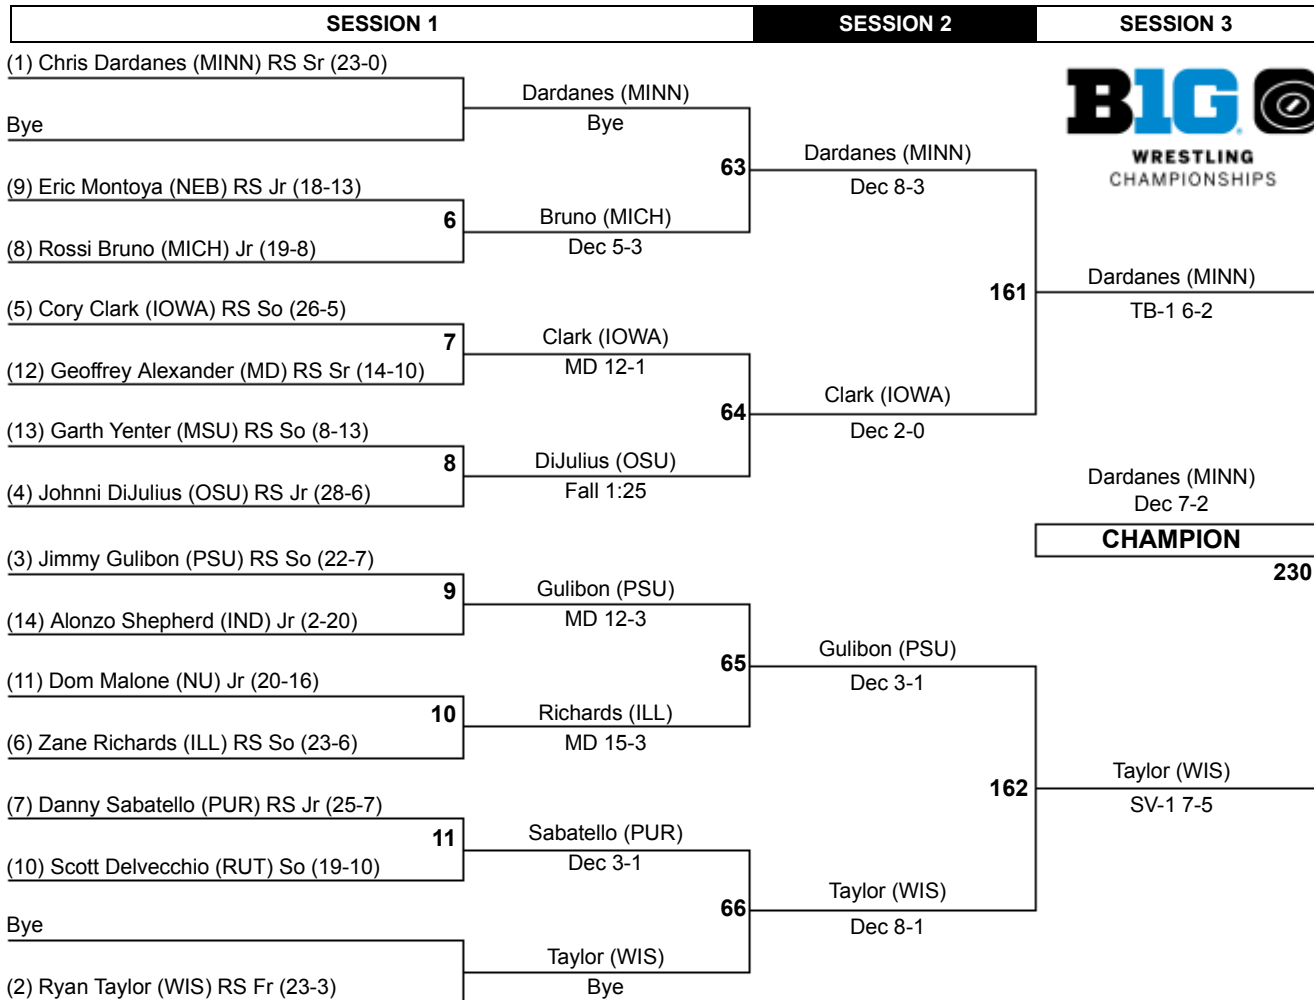 SESSION 1 SESSION 2 SESSION 3
(1) Chris Dardanes (MINN) RS Sr (23-0)
Dardanes (MINN)
Bye
Bye
63
Dardanes (MINN)
Dec 8-3
(9) Eric Montoya (NEB) RS Jr (18-13)
6
Bruno (MICH)
Dec 5-3
(8) Rossi Bruno (MICH) Jr (19-8)
B1G
WRESTLING
CHAMPIONSHIPS
161
Dardanes (MINN)
TB-1 6-2
(5) Cory Clark (IOWA) RS So (26-5)
7
Clark (IOWA)
MD 12-1
(12) Geoffrey Alexander (MD) RS Sr (14-10)
64
Clark (IOWA)
Dec 2-0
(13) Garth Yenter (MSU) RS So (8-13)
8
DiJulius (OSU)
Fall 1:25
(4) Johnni DiJulius (OSU) RS Jr (28-6)
Dardanes (MINN)
Dec 7-2
CHAMPION
230
(3) Jimmy Gulibon (PSU) RS So (22-7)
9
Gulibon (PSU)
MD 12-3
(14) Alonzo Shepherd (IND) Jr (2-20)
65
Gulibon (PSU)
Dec 3-1
(11) Dom Malone (NU) Jr (20-16)
10
Richards (ILL)
MD 15-3
(6) Zane Richards (ILL) RS So (23-6)
162
Taylor (WIS)
SV-1 7-5
(7) Danny Sabatello (PUR) RS Jr (25-7)
11
Sabatello (PUR)
Dec 3-1
(10) Scott Delvecchio (RUT) So (19-10)
66
Taylor (WIS)
Dec 8-1
Bye
Taylor (WIS)
Bye
(2) Ryan Taylor (WIS) RS Fr (23-3)